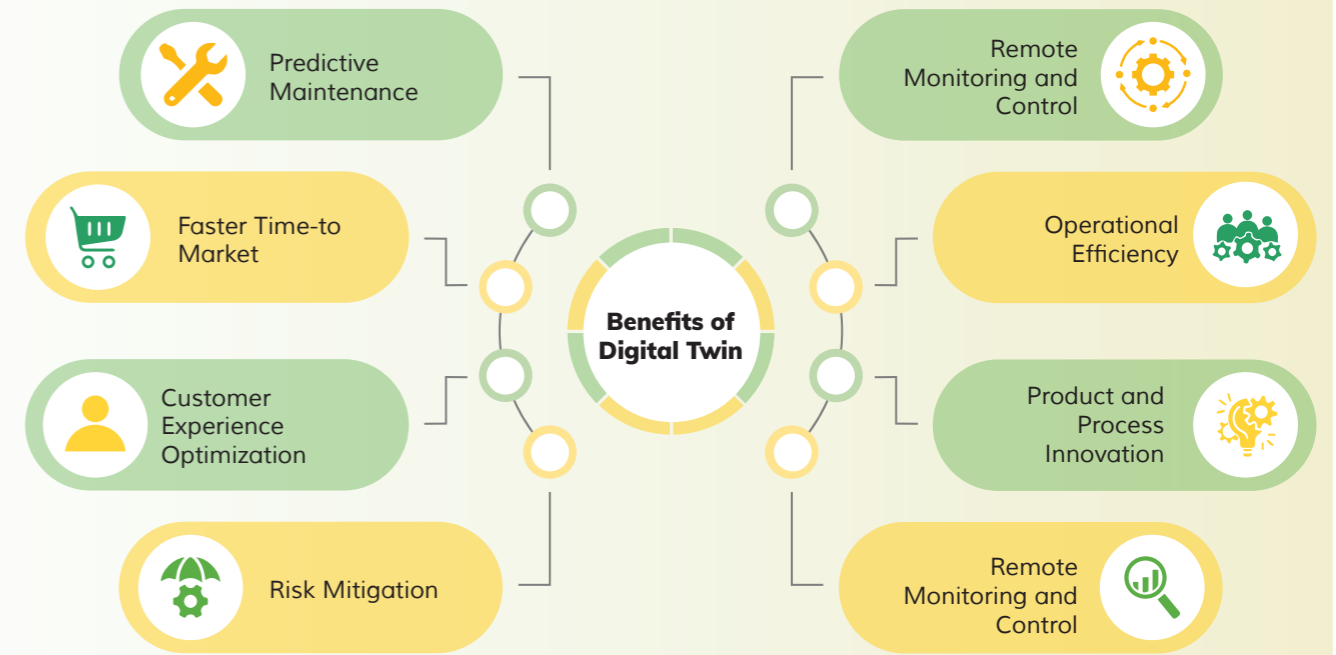 Predictive
Maintenance
Faster Time-to
Market
Customer
Experience
Optimization
Risk Mitigation
Benefits of
Digital Twin
Remote
Monitoring and
Control
Operational
Efficiency
Product and
Process
Innovation
Remote
Monitoring and
Control